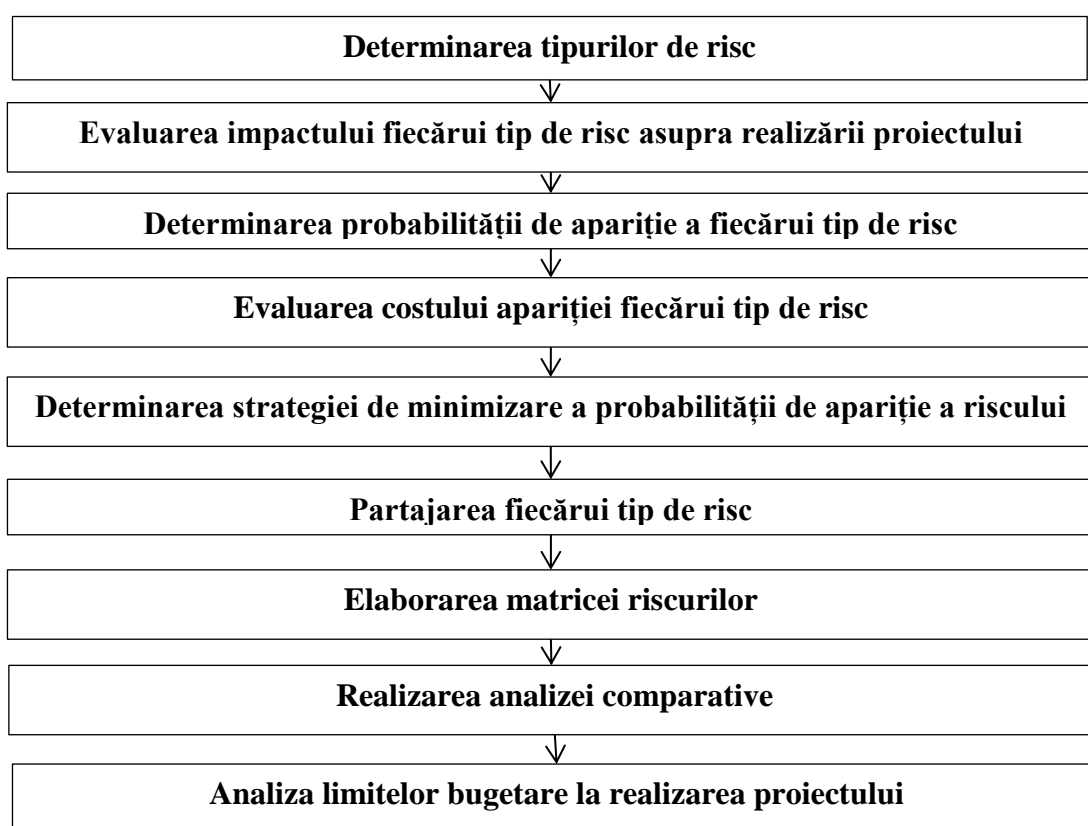 Determinarea tipurilor de risc
Evaluarea impactului fiecărui tip de risc asupra realizării proiectului
Determinarea probabilității de apariție a fiecărui tip de risc
Evaluarea costului apariției fiecărui tip de risc
Determinarea strategiei de minimizare a probabilității de apariție a riscului
Partajarea fiecărui tip de risc
Elaborarea matricei riscurilor
Realizarea analizei comparative
Analiza limitelor bugetare la realizarea proiectului